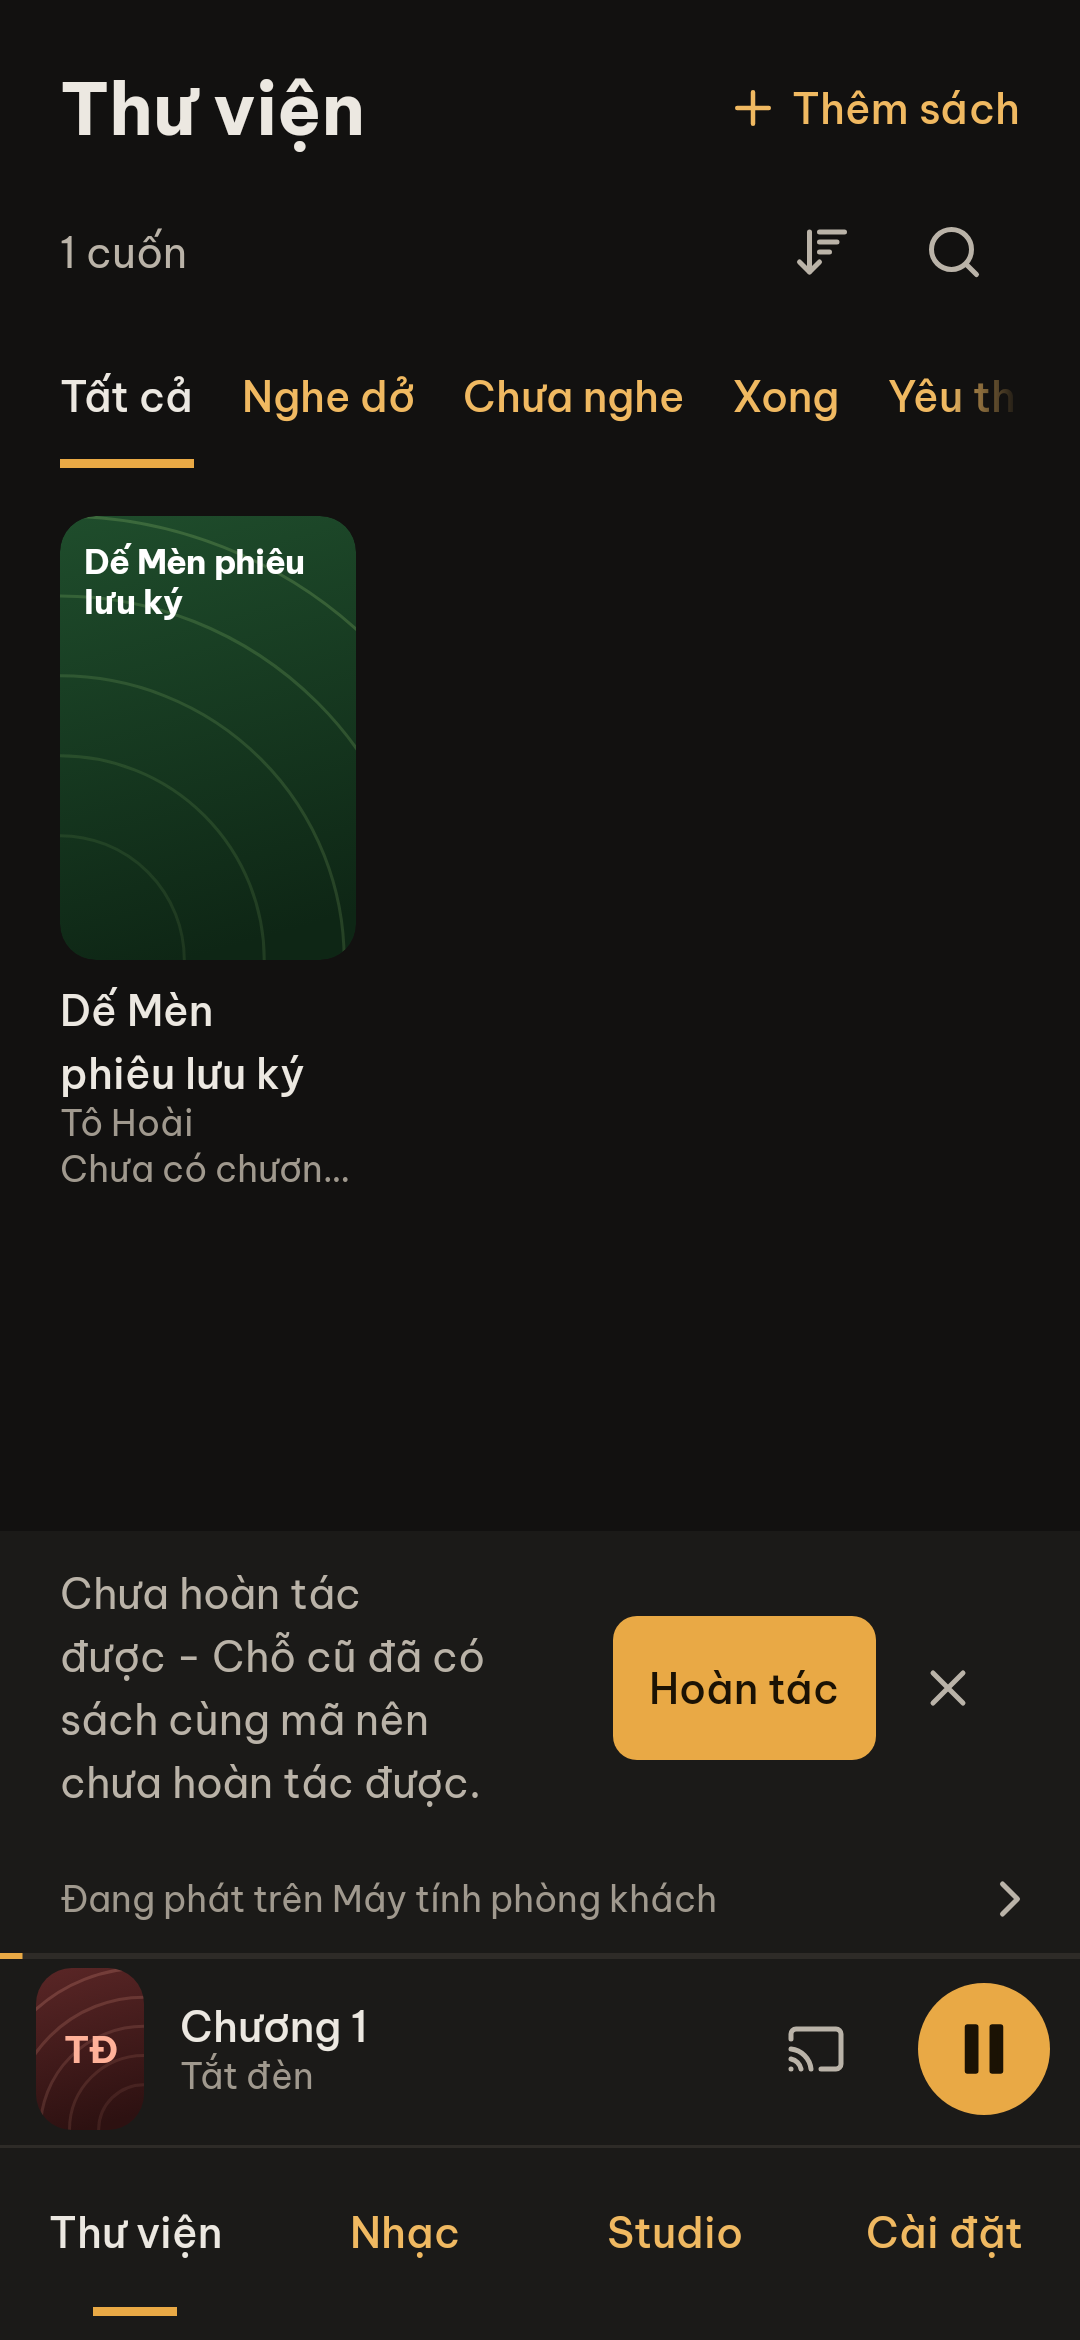 Thư viện
Thêm sách
1 cuốn
Tất cả Nghe dở Chưa nghe Xong Yêu th
Dế Mèn phiêu
lưu ký
Dế Mèn
phiêu lưu ký
Tô Hoài
Chưa có chươn...
Chưa hoàn tác
được - Chỗ cũ đã có
sách cùng mã nên
chưa hoàn tác được.
Hoàn tác
Đang phát trên Máy tính phòng khách
TĐ
Chương 1
Tắt đèn
Thư viện Nhạc Studio Cài đặt